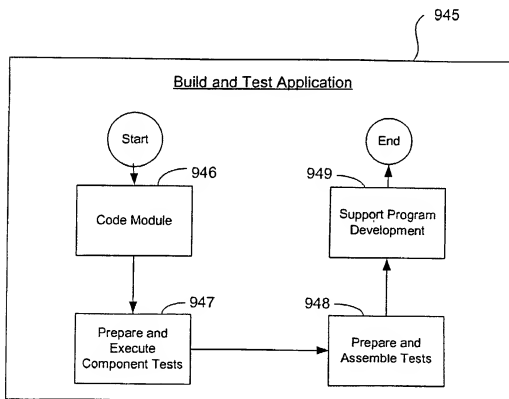 945
Build and Test Application
Start
946
Code Module
947
Prepare and
Execute
Component Tests
948
Prepare and
Assemble Tests
949
Support Program
Development
End